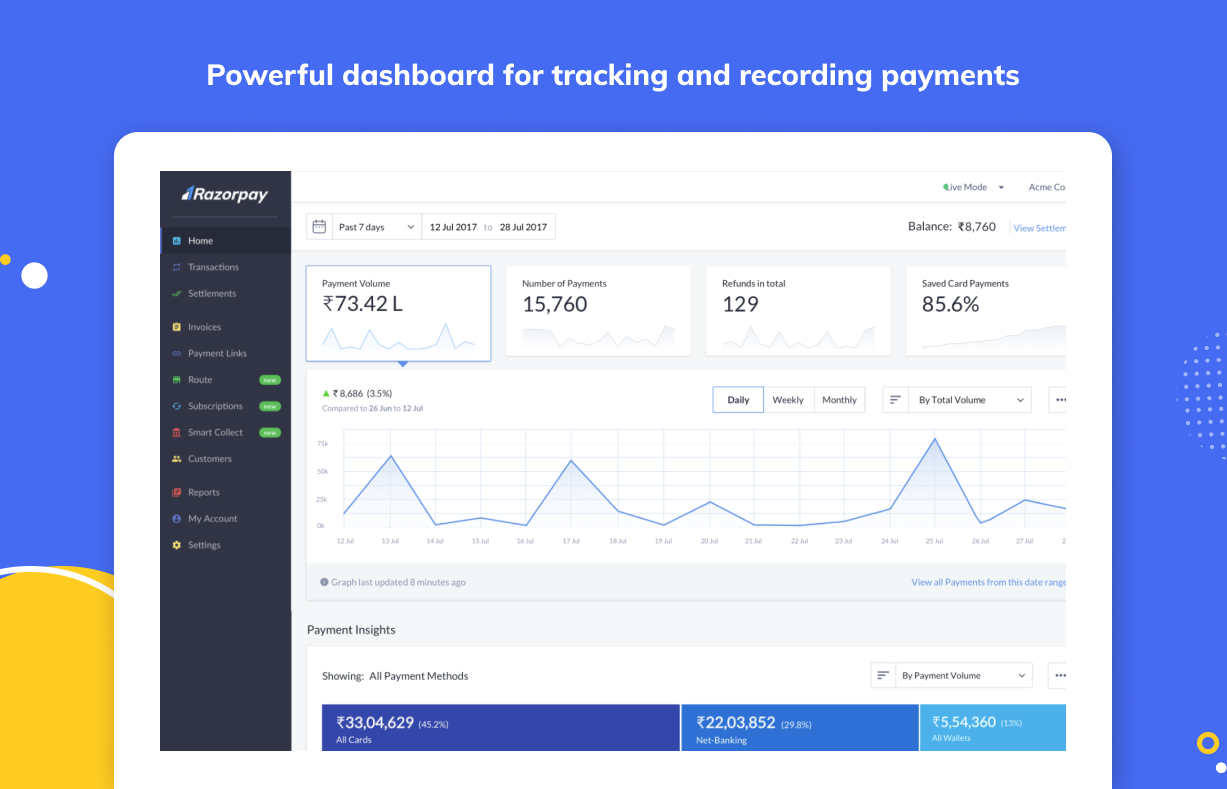 Powerful dashboard for tracking and recording payments
Razorpay
Live Mode
Acme Co
Past 7 days
12 Jul 2017 to 28 Jul 2017
Balance: ₹8,760
View Settlem
Home
Transactions
Settlements
Invoices
Payment Links
Route new
Subscriptions new
Smart Collect new
Customers
Reports
My Account
Settings
Payment Volume
₹73.42 L
Number of Payments
15,760
Refunds in total
129
Saved Card Payments
85.6%
₹ 8,686 (3.5%)
Compared to 26 Jun to 12 Jul
Daily Weekly Monthly
By Total Volume
75k
50k
25k
0k
12 Jul 13 Jul 14 Jul 15 Jul 16 Jul 17 Jul 18 Jul 19 Jul 20 Jul 21 Jul 22 Jul 23 Jul 24 Jul 25 Jul 26 Jul 27 Jul 2
Graph last updated 8 minutes ago
View all Payments from this date range
Payment Insights
Showing: All Payment Methods
By Payment Volume
₹33,04,629 (45.2%)
All Cards
₹22,03,852 (29.8%)
Net-Banking
₹5,54,360 (13%)
All Wallets